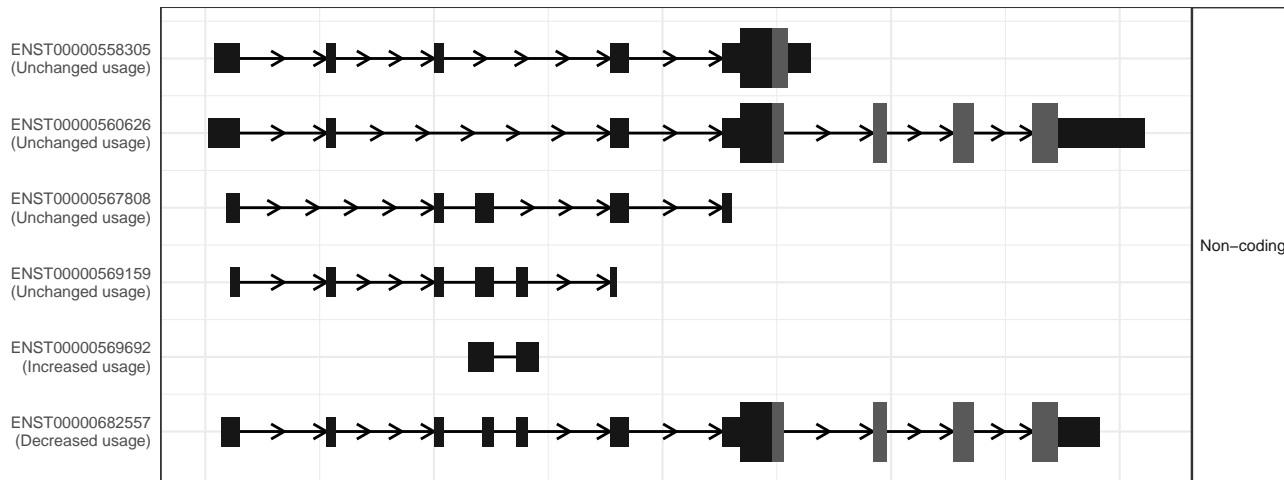 ENST00000558305
(Unchanged usage)
ENST00000560626
(Unchanged usage)
ENST00000567808
(Unchanged usage)
ENST00000569159
(Unchanged usage)
ENST00000569692
(Increased usage)
ENST00000682557
(Decreased usage)
Non−coding